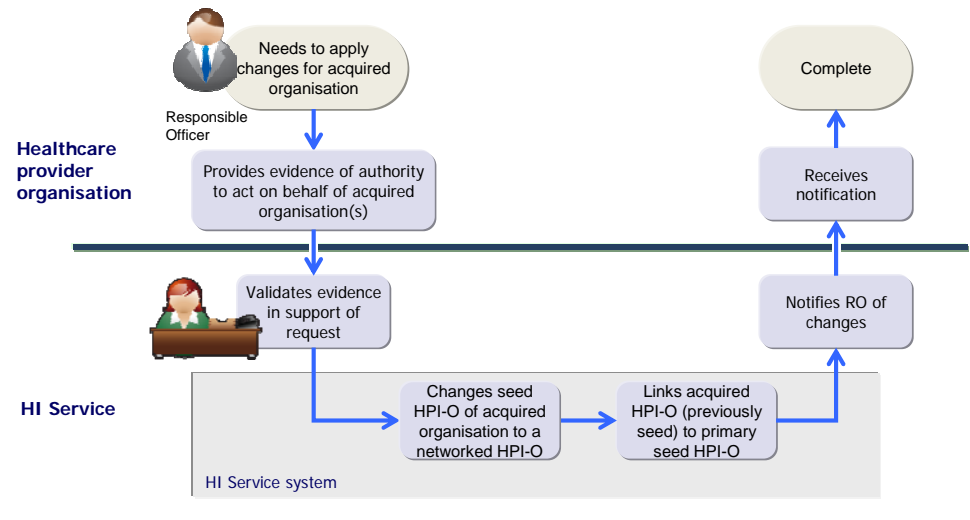 Needs to apply
changes for acquired
organisation
Complete
Responsible
Officer
Healthcare
provider
organisation
Provides evidence of authority
to act on behalf of acquired
organisation(s)
Receives
notification
Validates evidence
in support of
request
Notifies RO of
changes
HI Service
Changes seed
HPI-O of acquired
organisation to a
networked HPI-O
Links acquired
HPI-O (previously
seed) to primary
seed HPI-O
HI Service system